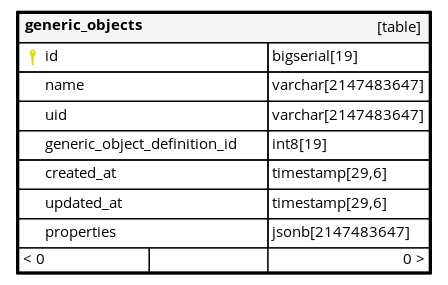 generic_objects [table]
id bigserial[19]
name varchar[2147483647]
uid varchar[2147483647]
generic_object_definition_id int8[19]
created_at timestamp[29,6]
updated_at timestamp[29,6]
properties jsonb[2147483647]
< 0 0 >